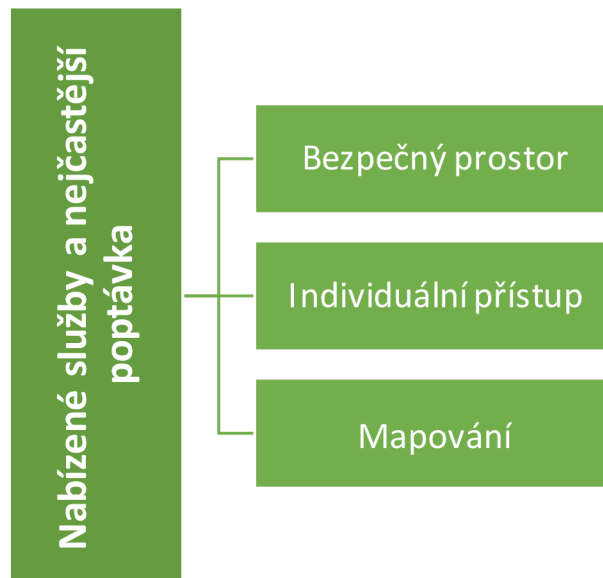 Nabízené služby a nejčastější
poptávka
Bezpečný prostor
Individuální přístup
Mapování